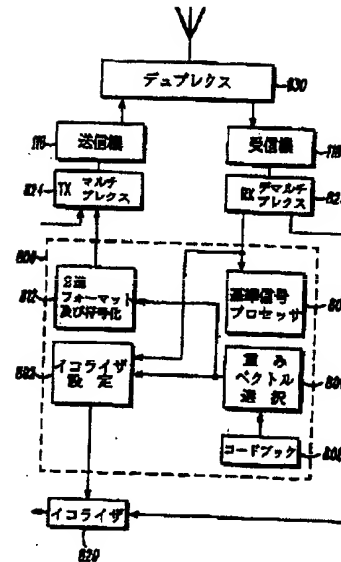 デュプレクス
830
送信機
受信機
TX マルチ
プレクス
RX デマルチ
プレクス
フォーマット
及び符号化
基準信号
プロセッサ
イコライザ
設定
重み
ベクトル
選択
コードブック
808
イコライザ
829